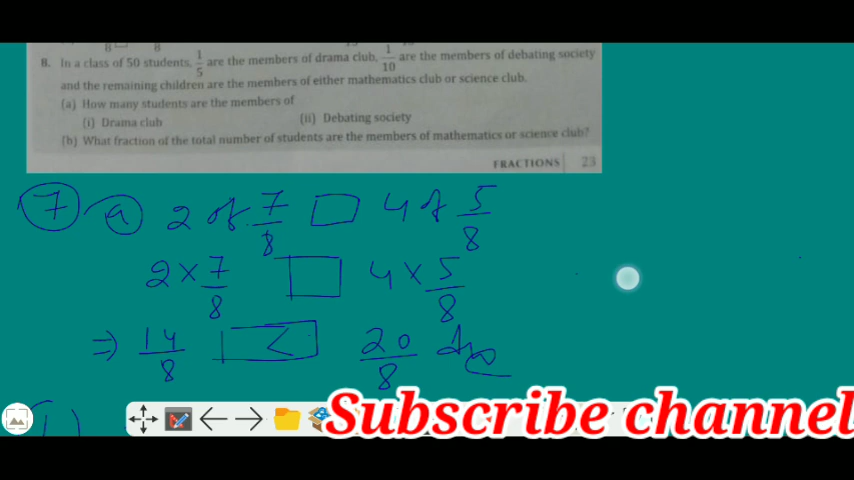 8. In a class of 50 students, 1/5 are the members of drama club, 1/10 are the members of debating society
and the remaining children are the members of either mathematics club or science club.
(a) How many students are the members of
(i) Drama club (ii) Debating society
(b) What fraction of the total number of students are the members of mathematics or science club?
FRACTIONS 23
7 a 2 of 7/8 □ 4 of 5/8
2 × 7/8 □ 4 × 5/8
⇒ 14/8 < 20/8 Ans
Subscribe channel